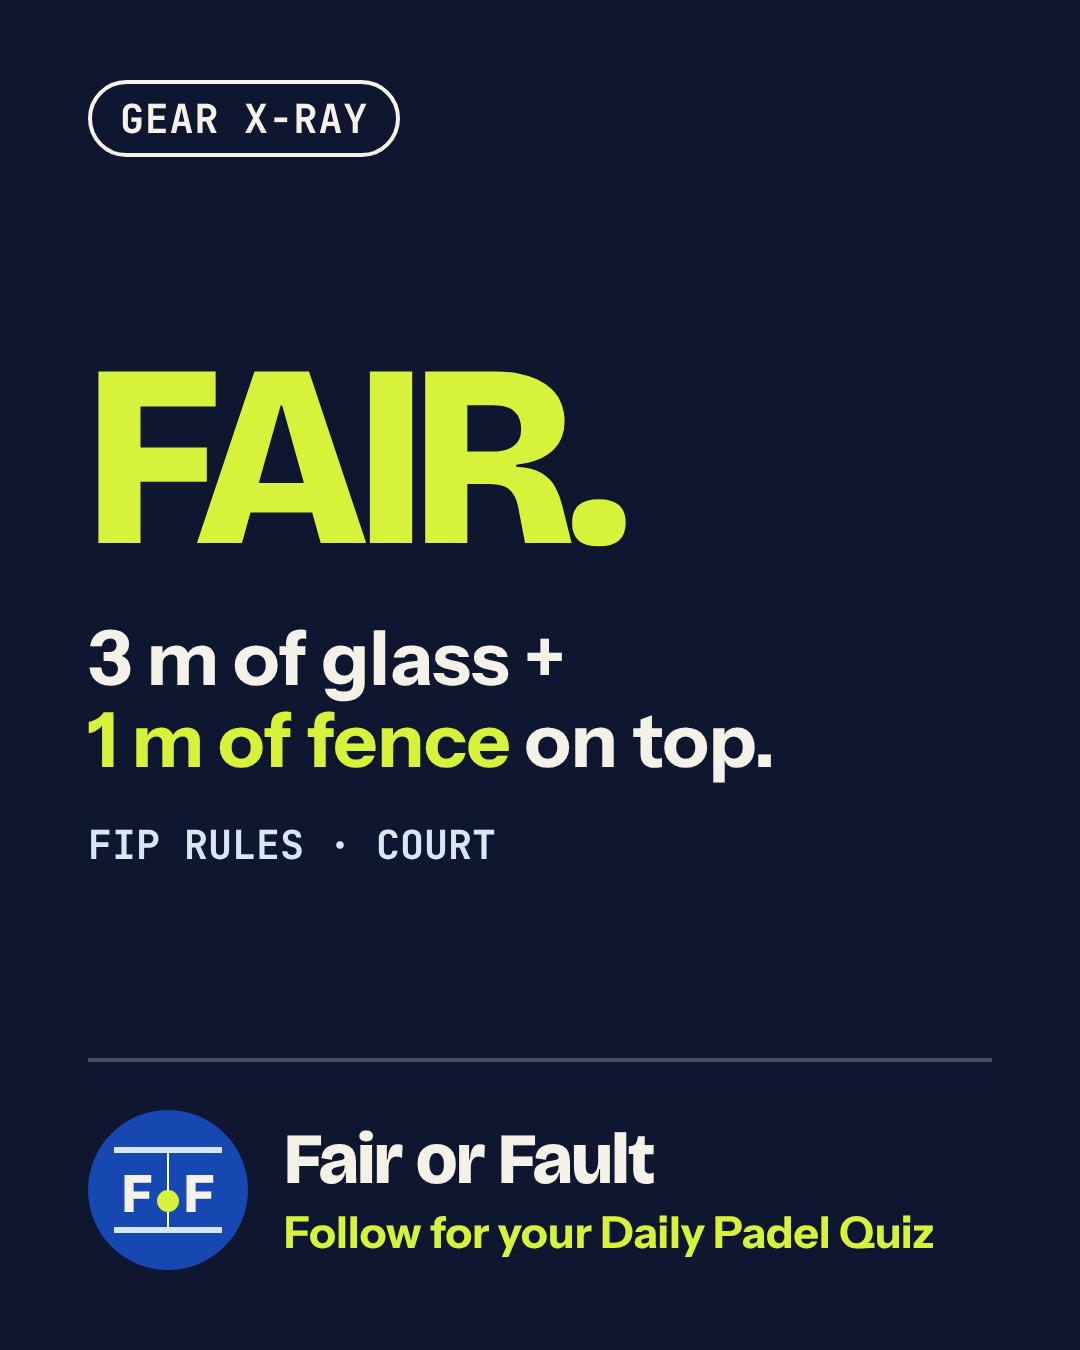 GEAR X-RAY
FAIR.
3 m of glass +
1 m of fence on top.
FIP RULES · COURT
F F
Fair or Fault
Follow for your Daily Padel Quiz